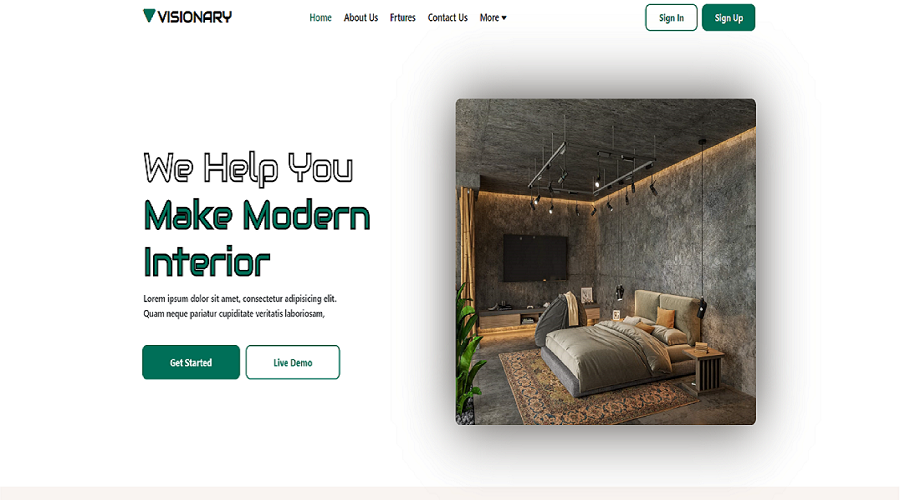 VISIONARY
Home About Us Frtures Contact Us More
Sign In Sign Up
We Help You
Make Modern
Interior
Lorem ipsum dolor sit amet, consectetur adipisicing elit.
Quam neque pariatur cupiditate veritatis laboriosam,
Get Started Live Demo